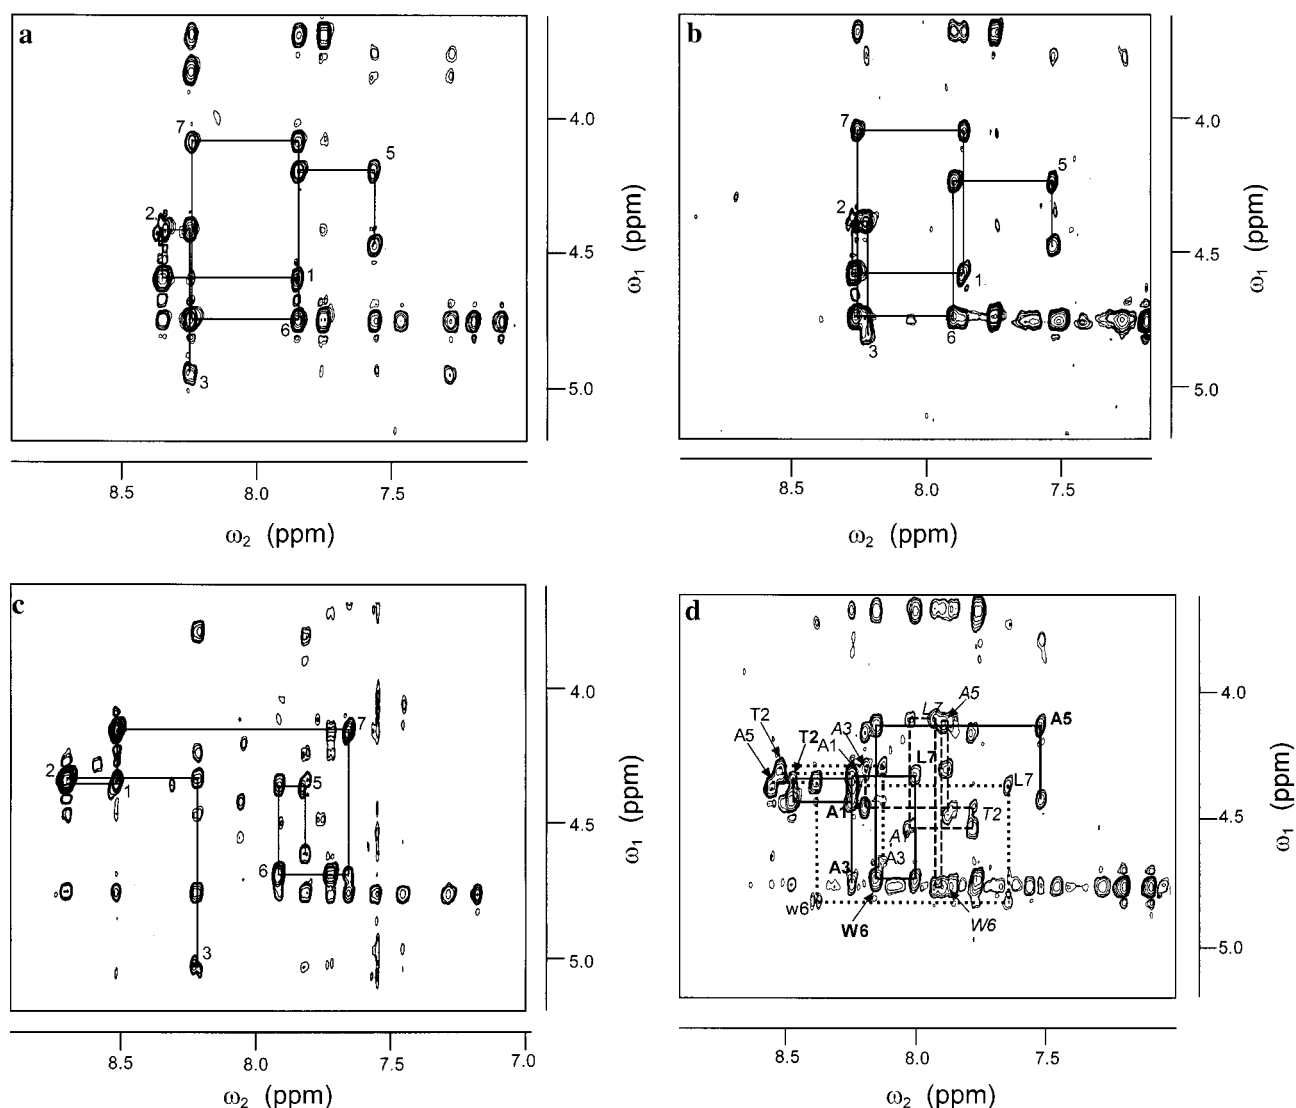 a
7
5
2
1
6
3
4.0
4.5
5.0
ω1 (ppm)
8.5 8.0 7.5
ω2 (ppm)
b
7
5
2
1
3
6
4.0
4.5
5.0
ω1 (ppm)
8.5 8.0 7.5
ω2 (ppm)
c
7
2
1
5
6
3
4.0
4.5
5.0
ω1 (ppm)
8.5 8.0 7.5 7.0
ω2 (ppm)
d
L7 A5
T2 A3 A5
A5 T2 A1 L7
L7
A1 T2
A1
A3 A3
w6
W6 W6
4.0
4.5
5.0
ω1 (ppm)
8.5 8.0 7.5
ω2 (ppm)